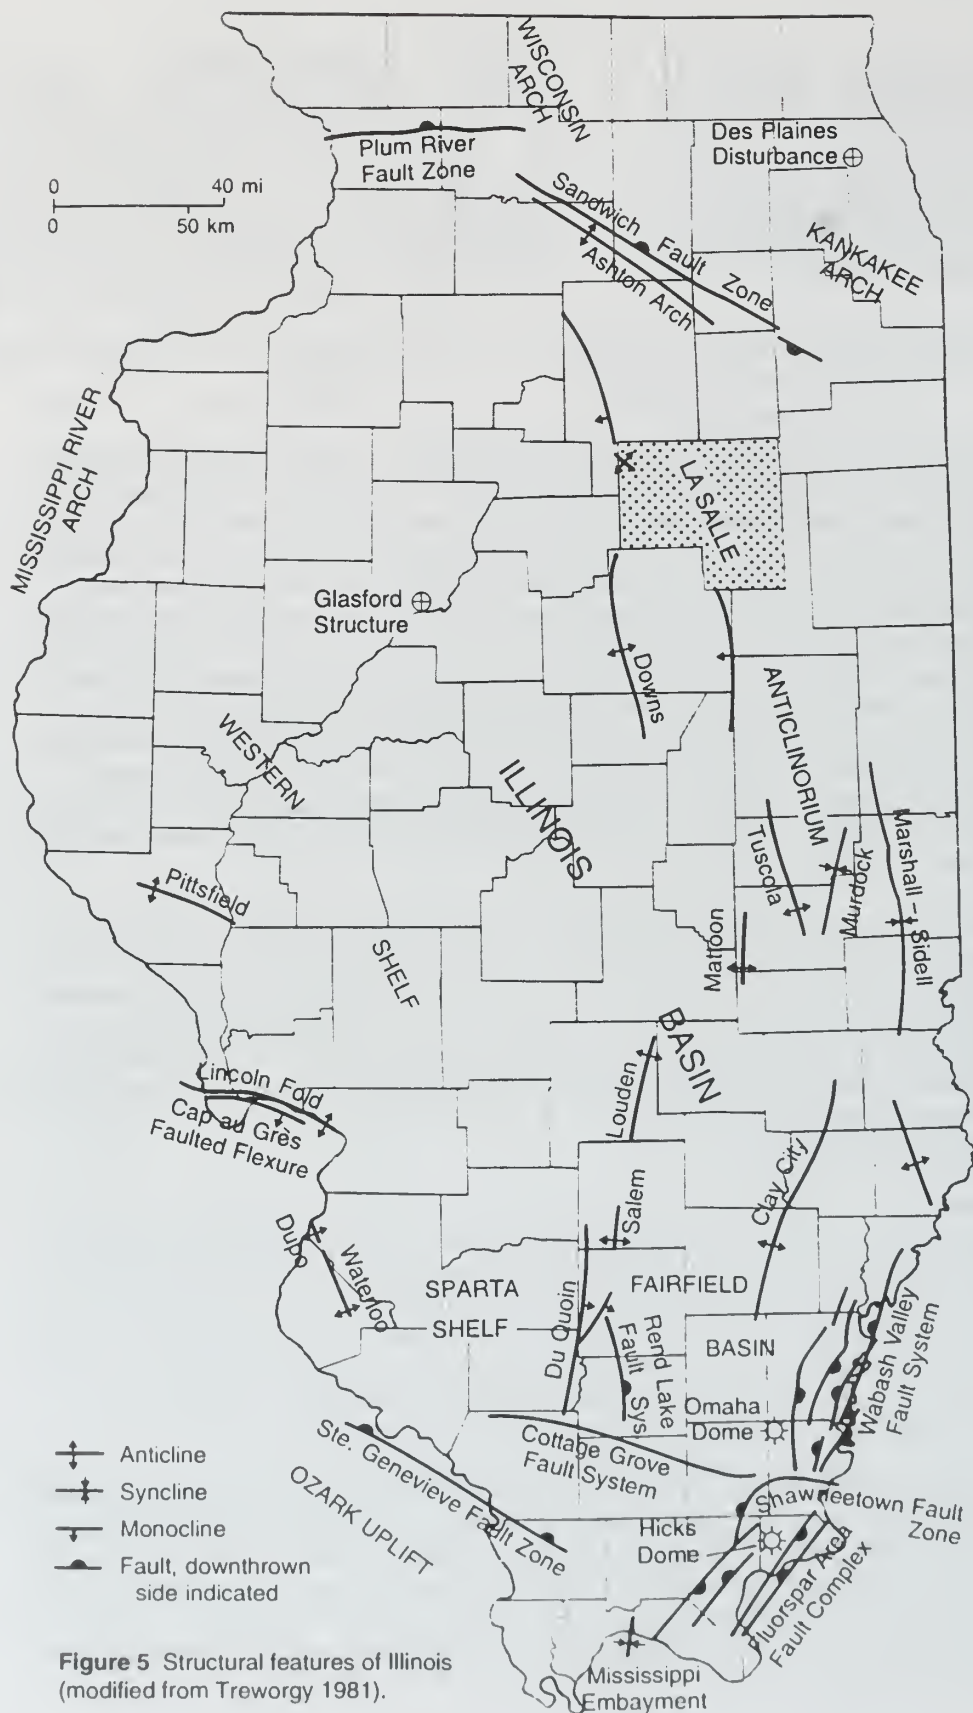 WISCONSIN
ARCH
Plum River
Fault Zone
Des Plaines
Disturbance
0 40 mi
0 50 km
Sandwich Fault Zone
Ashton Arch
KANKAKEE
ARCH
MISSISSIPPI RIVER
ARCH
LA SALLE
ANTICLINORIUM
Glasford
Structure
Downs
WESTERN
SHELF
ILLINOIS
BASIN
Tuscola
Murdock
Marshall – Sidell
Pittsfield
Mattoon
Lincoln Fold
Cap au Grès
Faulted Flexure
Louden
Clay City
Salem
Dupo
Waterloo
SPARTA
SHELF
FAIRFIELD
BASIN
Du Quoin
Rend Lake
Fault Sys
Wabash Valley
Fault System
Omaha
Dome
Cottage Grove
Fault System
Ste. Genevieve Fault Zone
OZARK UPLIFT
Shawneetown Fault
Zone
Hicks
Dome
Fluorspar Area
Fault Complex
Mississippi
Embayment
Anticline
Syncline
Monocline
Fault, downthrown
side indicated
Figure 5 Structural features of Illinois
(modified from Treworgy 1981).